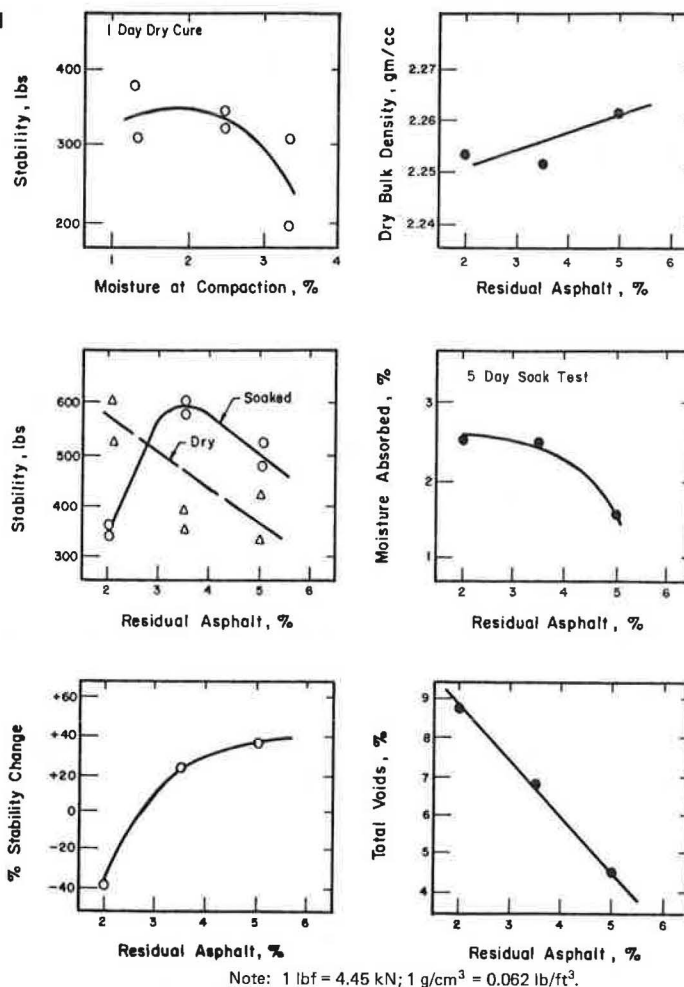 1 Day Dry Cure
Stability, lbs
400
300
200
1 2 3 4
Moisture at Compaction, %
Dry Bulk Density, gm/cc
2.27
2.26
2.25
2.24
2 3 4 5 6
Residual Asphalt, %
Stability, lbs
600
500
400
300
Soaked
Dry
2 3 4 5 6
Residual Asphalt, %
5 Day Soak Test
Moisture Absorbed, %
3
2
1
2 3 4 5 6
Residual Asphalt, %
% Stability Change
+60
+40
+20
0
-20
-40
2 3 4 5 6
Residual Asphalt, %
Total Voids, %
9
8
7
6
5
4
2 3 4 5 6
Residual Asphalt, %
Note: 1 lbf = 4.45 kN; 1 g/cm³ = 0.062 lb/ft³.